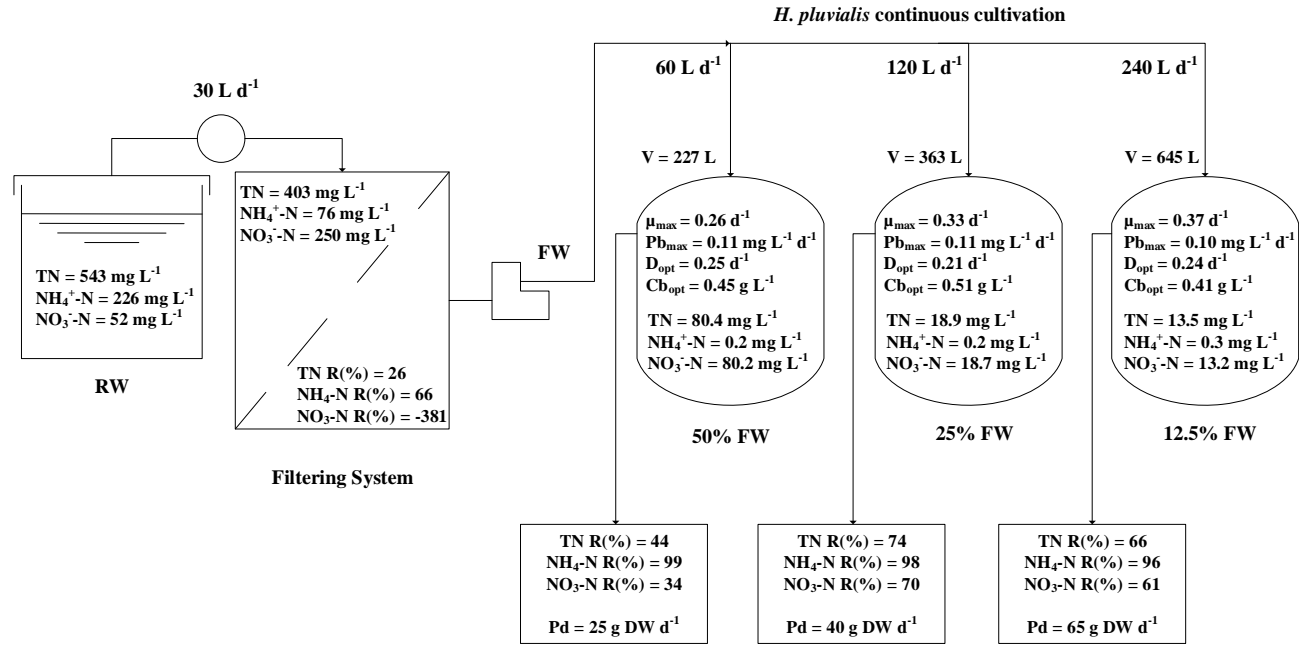 H. pluvialis continuous cultivation
30 L d⁻¹
TN = 543 mg L⁻¹
NH₄⁺-N = 226 mg L⁻¹
NO₃⁻-N = 52 mg L⁻¹
RW
TN = 403 mg L⁻¹
NH₄⁺-N = 76 mg L⁻¹
NO₃⁻-N = 250 mg L⁻¹
TN R(%) = 26
NH₄-N R(%) = 66
NO₃-N R(%) = -381
Filtering System
FW
60 L d⁻¹
V = 227 L
μmax = 0.26 d⁻¹
Pbmax = 0.11 mg L⁻¹ d⁻¹
Dopt = 0.25 d⁻¹
Cbopt = 0.45 g L⁻¹
TN = 80.4 mg L⁻¹
NH₄⁺-N = 0.2 mg L⁻¹
NO₃⁻-N = 80.2 mg L⁻¹
50% FW
TN R(%) = 44
NH₄-N R(%) = 99
NO₃-N R(%) = 34
Pd = 25 g DW d⁻¹
120 L d⁻¹
V = 363 L
μmax = 0.33 d⁻¹
Pbmax = 0.11 mg L⁻¹ d⁻¹
Dopt = 0.21 d⁻¹
Cbopt = 0.51 g L⁻¹
TN = 18.9 mg L⁻¹
NH₄⁺-N = 0.2 mg L⁻¹
NO₃⁻-N = 18.7 mg L⁻¹
25% FW
TN R(%) = 74
NH₄-N R(%) = 98
NO₃-N R(%) = 70
Pd = 40 g DW d⁻¹
240 L d⁻¹
V = 645 L
μmax = 0.37 d⁻¹
Pbmax = 0.10 mg L⁻¹ d⁻¹
Dopt = 0.24 d⁻¹
Cbopt = 0.41 g L⁻¹
TN = 13.5 mg L⁻¹
NH₄⁺-N = 0.3 mg L⁻¹
NO₃⁻-N = 13.2 mg L⁻¹
12.5% FW
TN R(%) = 66
NH₄-N R(%) = 96
NO₃-N R(%) = 61
Pd = 65 g DW d⁻¹